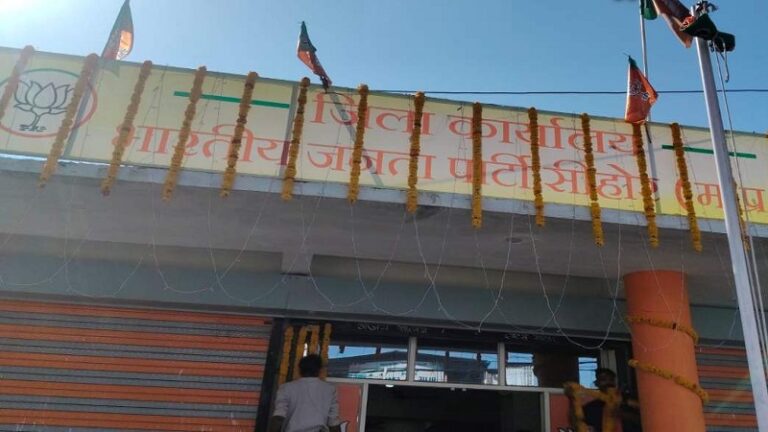 जिला कार्यालय
भारतीय जनता पार्टी सीहोर (म.प्र